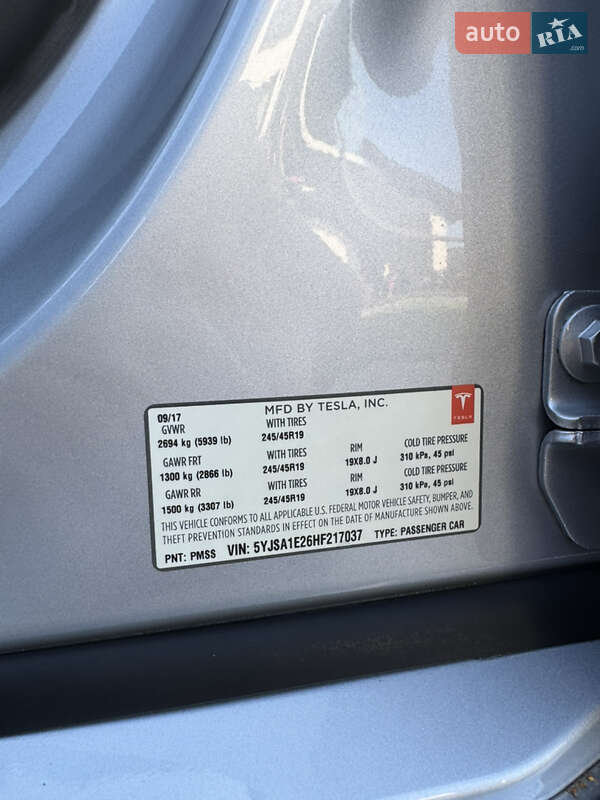 auto RIA.com
09/17 MFD BY TESLA, INC.
GVWR WITH TIRES
2694 kg (5939 lb) 245/45R19
GAWR FRT WITH TIRES RIM COLD TIRE PRESSURE
1300 kg (2866 lb) 245/45R19 19X8.0 J 310 kPa, 45 psi
GAWR RR WITH TIRES RIM COLD TIRE PRESSURE
1500 kg (3307 lb) 245/45R19 19X8.0 J 310 kPa, 45 psi
THIS VEHICLE CONFORMS TO ALL APPLICABLE U.S. FEDERAL MOTOR VEHICLE SAFETY, BUMPER, AND
THEFT PREVENTION STANDARDS IN EFFECT ON THE DATE OF MANUFACTURE SHOWN ABOVE.
PNT: PMSS VIN: 5YJSA1E26HF217037 TYPE: PASSENGER CAR
TESLA